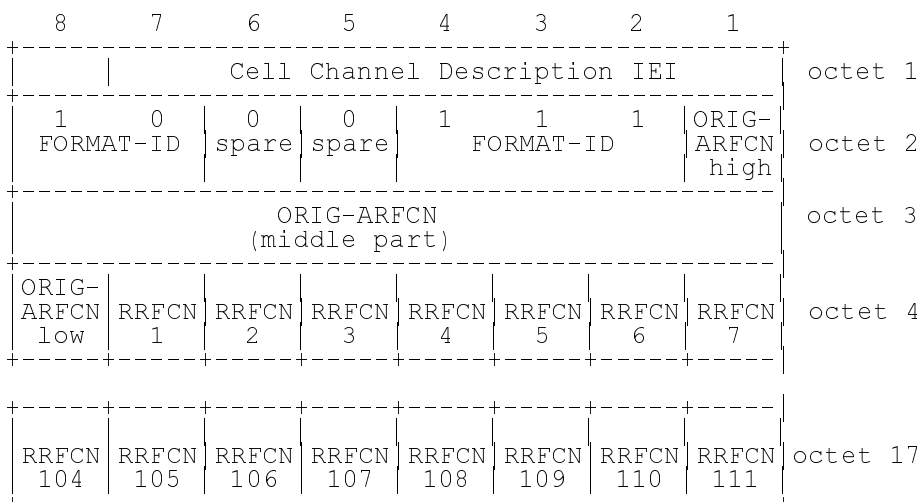 8 7 6 5 4 3 2 1
Cell Channel Description IEI octet 1
1 0 0 0 1 1 1 ORIG-
FORMAT-ID spare spare FORMAT-ID ARFCN octet 2
high
ORIG-ARFCN octet 3
(middle part)
ORIG-
ARFCN RRFCN RRFCN RRFCN RRFCN RRFCN RRFCN RRFCN octet 4
low 1 2 3 4 5 6 7
RRFCN RRFCN RRFCN RRFCN RRFCN RRFCN RRFCN RRFCN octet 17
104 105 106 107 108 109 110 111